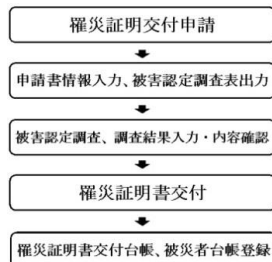 罹災証明交付申請
申請書情報入力、被害認定調査表出力
被害認定調査、調査結果入力・内容確認
罹災証明書交付
罹災証明書交付台帳、被災者台帳登録